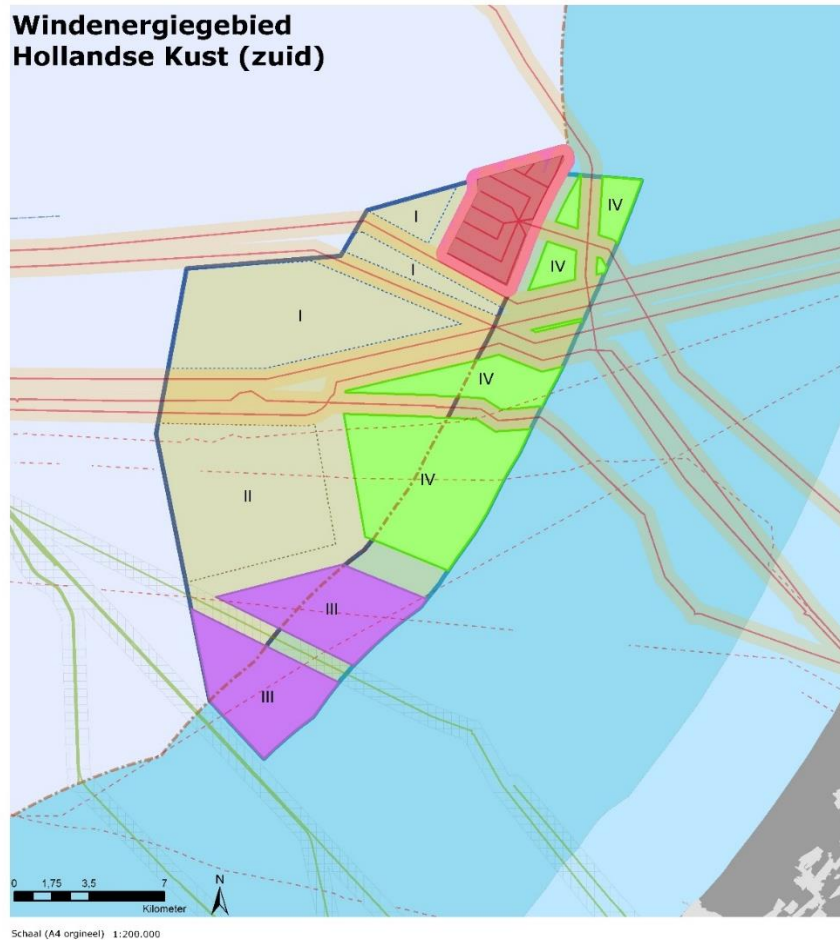 Windenergiegebied
Hollandse Kust (zuid)
I
IV
I
IV
I
IV
IV
II
III
III
0 1,75 3,5 7
Kilometer
N
Schaal (A4 orgineel) 1:200.000